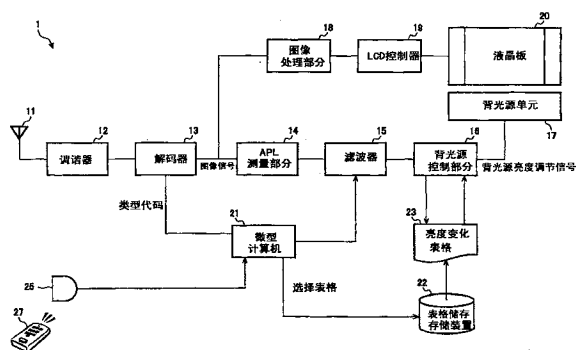 1
18
图像
处理部分
19
LCD控制器
20
液晶板
背光源单元
17
11
12
调谐器
13
解码器
图像信号
14
APL
测量部分
15
滤波器
16
背光源
控制部分
背光源亮度调节信号
类型代码
21
微型
计算机
23
亮度变化
表格
25
选择表格
22
表格储存
存储装置
27